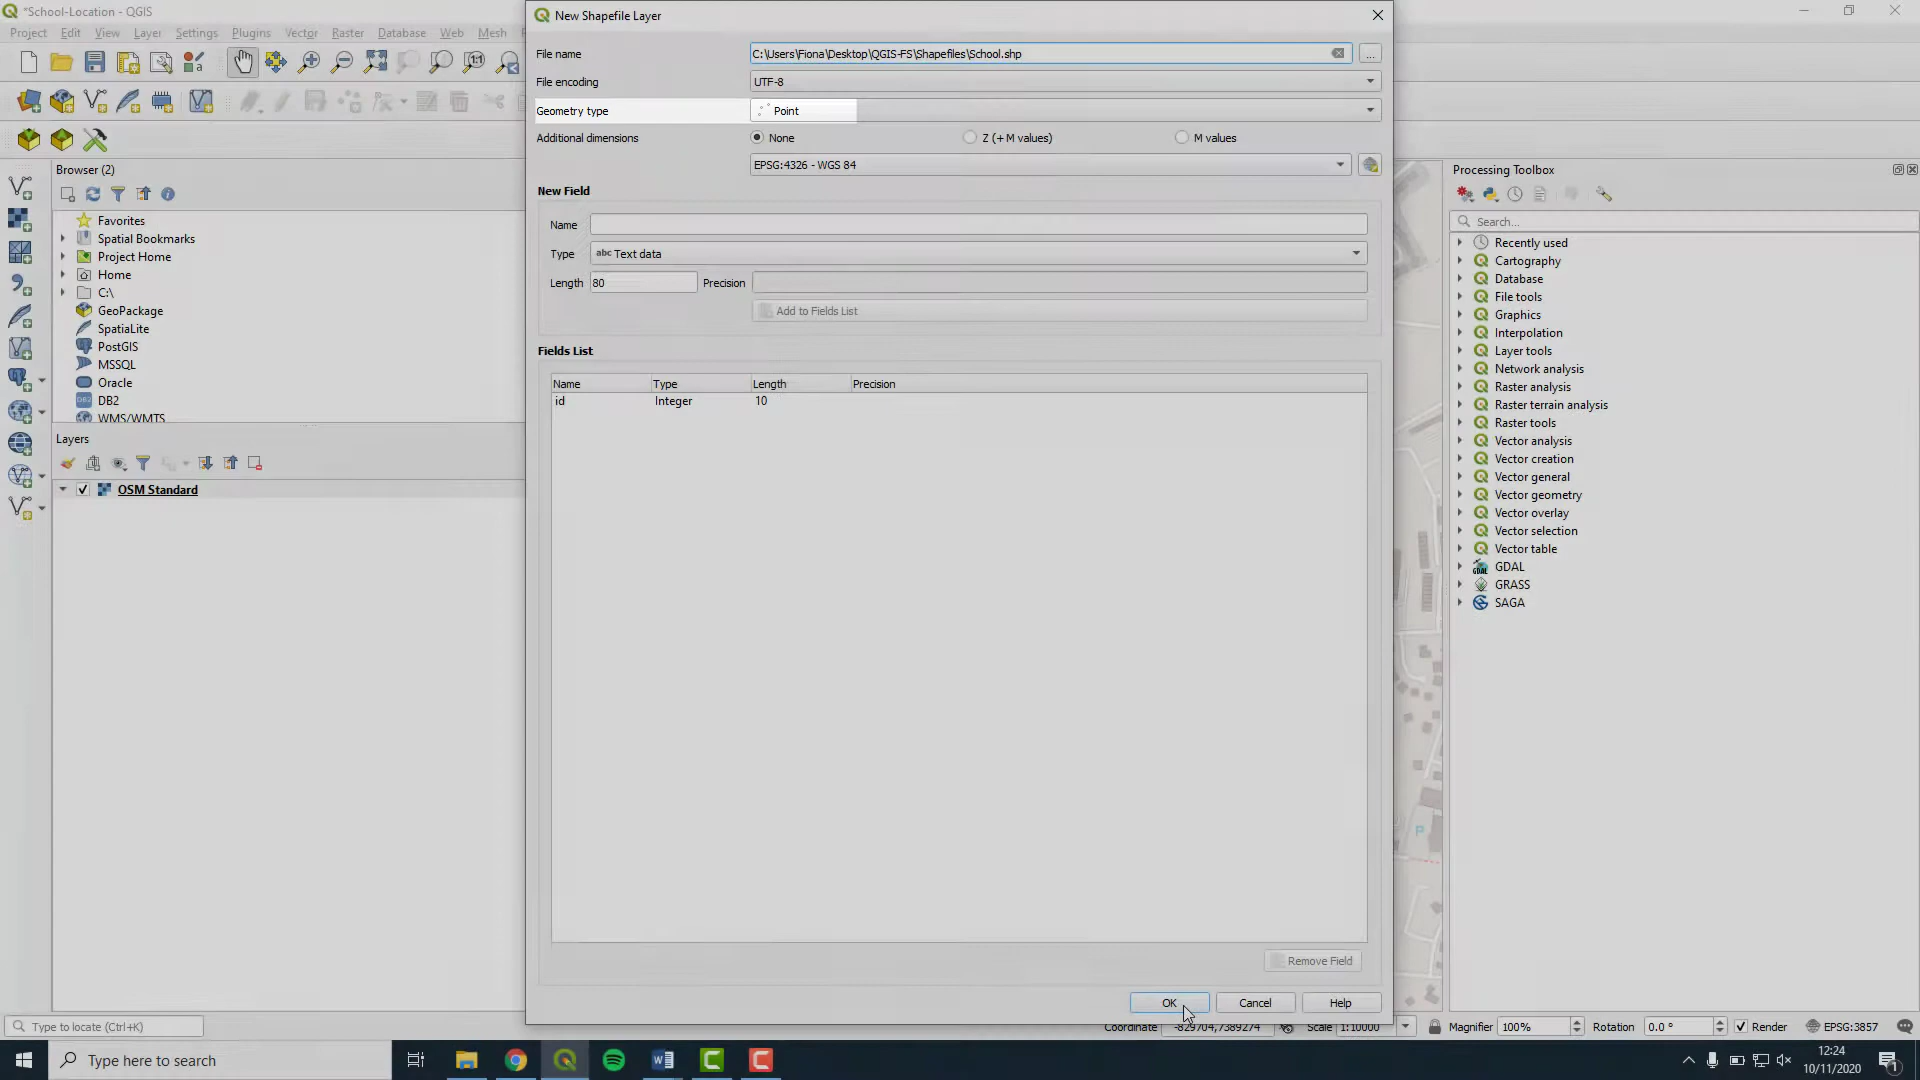 *School-Location - QGIS
Project Edit View Layer Settings Plugins Vector Raster Database Web Mesh
New Shapefile Layer
File name C:\Users\Fiona\Desktop\QGIS-FS\Shapefiles\School.shp ...
File encoding UTF-8
Geometry type Point
Additional dimensions None Z (+ M values) M values
EPSG:4326 - WGS 84
New Field
Name
Type abc Text data
Length 80 Precision
Add to Fields List
Fields List
Name Type Length Precision
id Integer 10
Remove Field
OK Cancel Help
Browser (2)
Favorites
Spatial Bookmarks
Project Home
Home
C:\
GeoPackage
SpatiaLite
PostGIS
MSSQL
Oracle
DB2
WMS/WMTS
Layers
OSM Standard
Processing Toolbox
Search...
Recently used
Cartography
Database
File tools
Graphics
Interpolation
Layer tools
Network analysis
Raster analysis
Raster terrain analysis
Raster tools
Vector analysis
Vector creation
Vector general
Vector geometry
Vector overlay
Vector selection
Vector table
GDAL
GRASS
SAGA
P
Type to locate (Ctrl+K) Coordinate -829704,7389274 Scale 1:10000 Magnifier 100% Rotation 0.0 ° Render EPSG:3857
Type here to search
12:24
10/11/2020